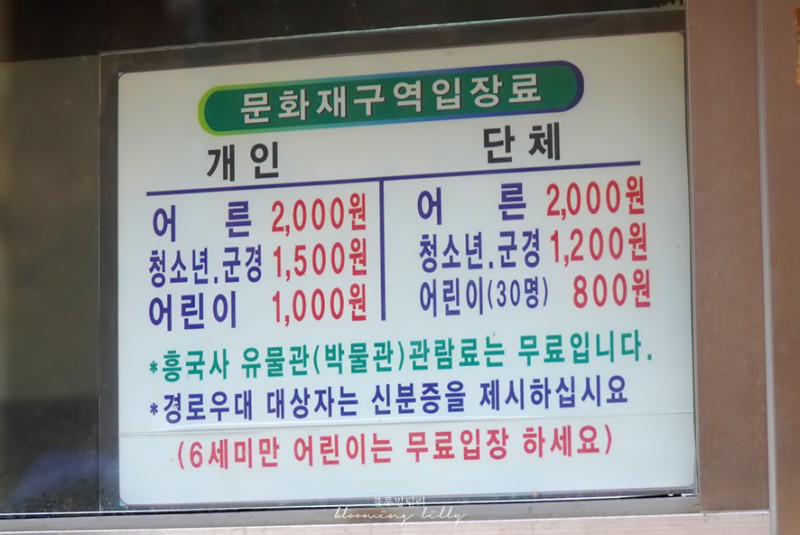 문화재구역입장료
개인 단체
어 른 2,000원 어 른 2,000원
청소년.군경 1,500원 청소년.군경 1,200원
어린이 1,000원 어린이(30명) 800원
*흥국사 유물관(박물관)관람료는 무료입니다.
*경로우대 대상자는 신분증을 제시하십시요
(6세미만 어린이는 무료입장 하세요)
블루밍릴리
blooming lilly